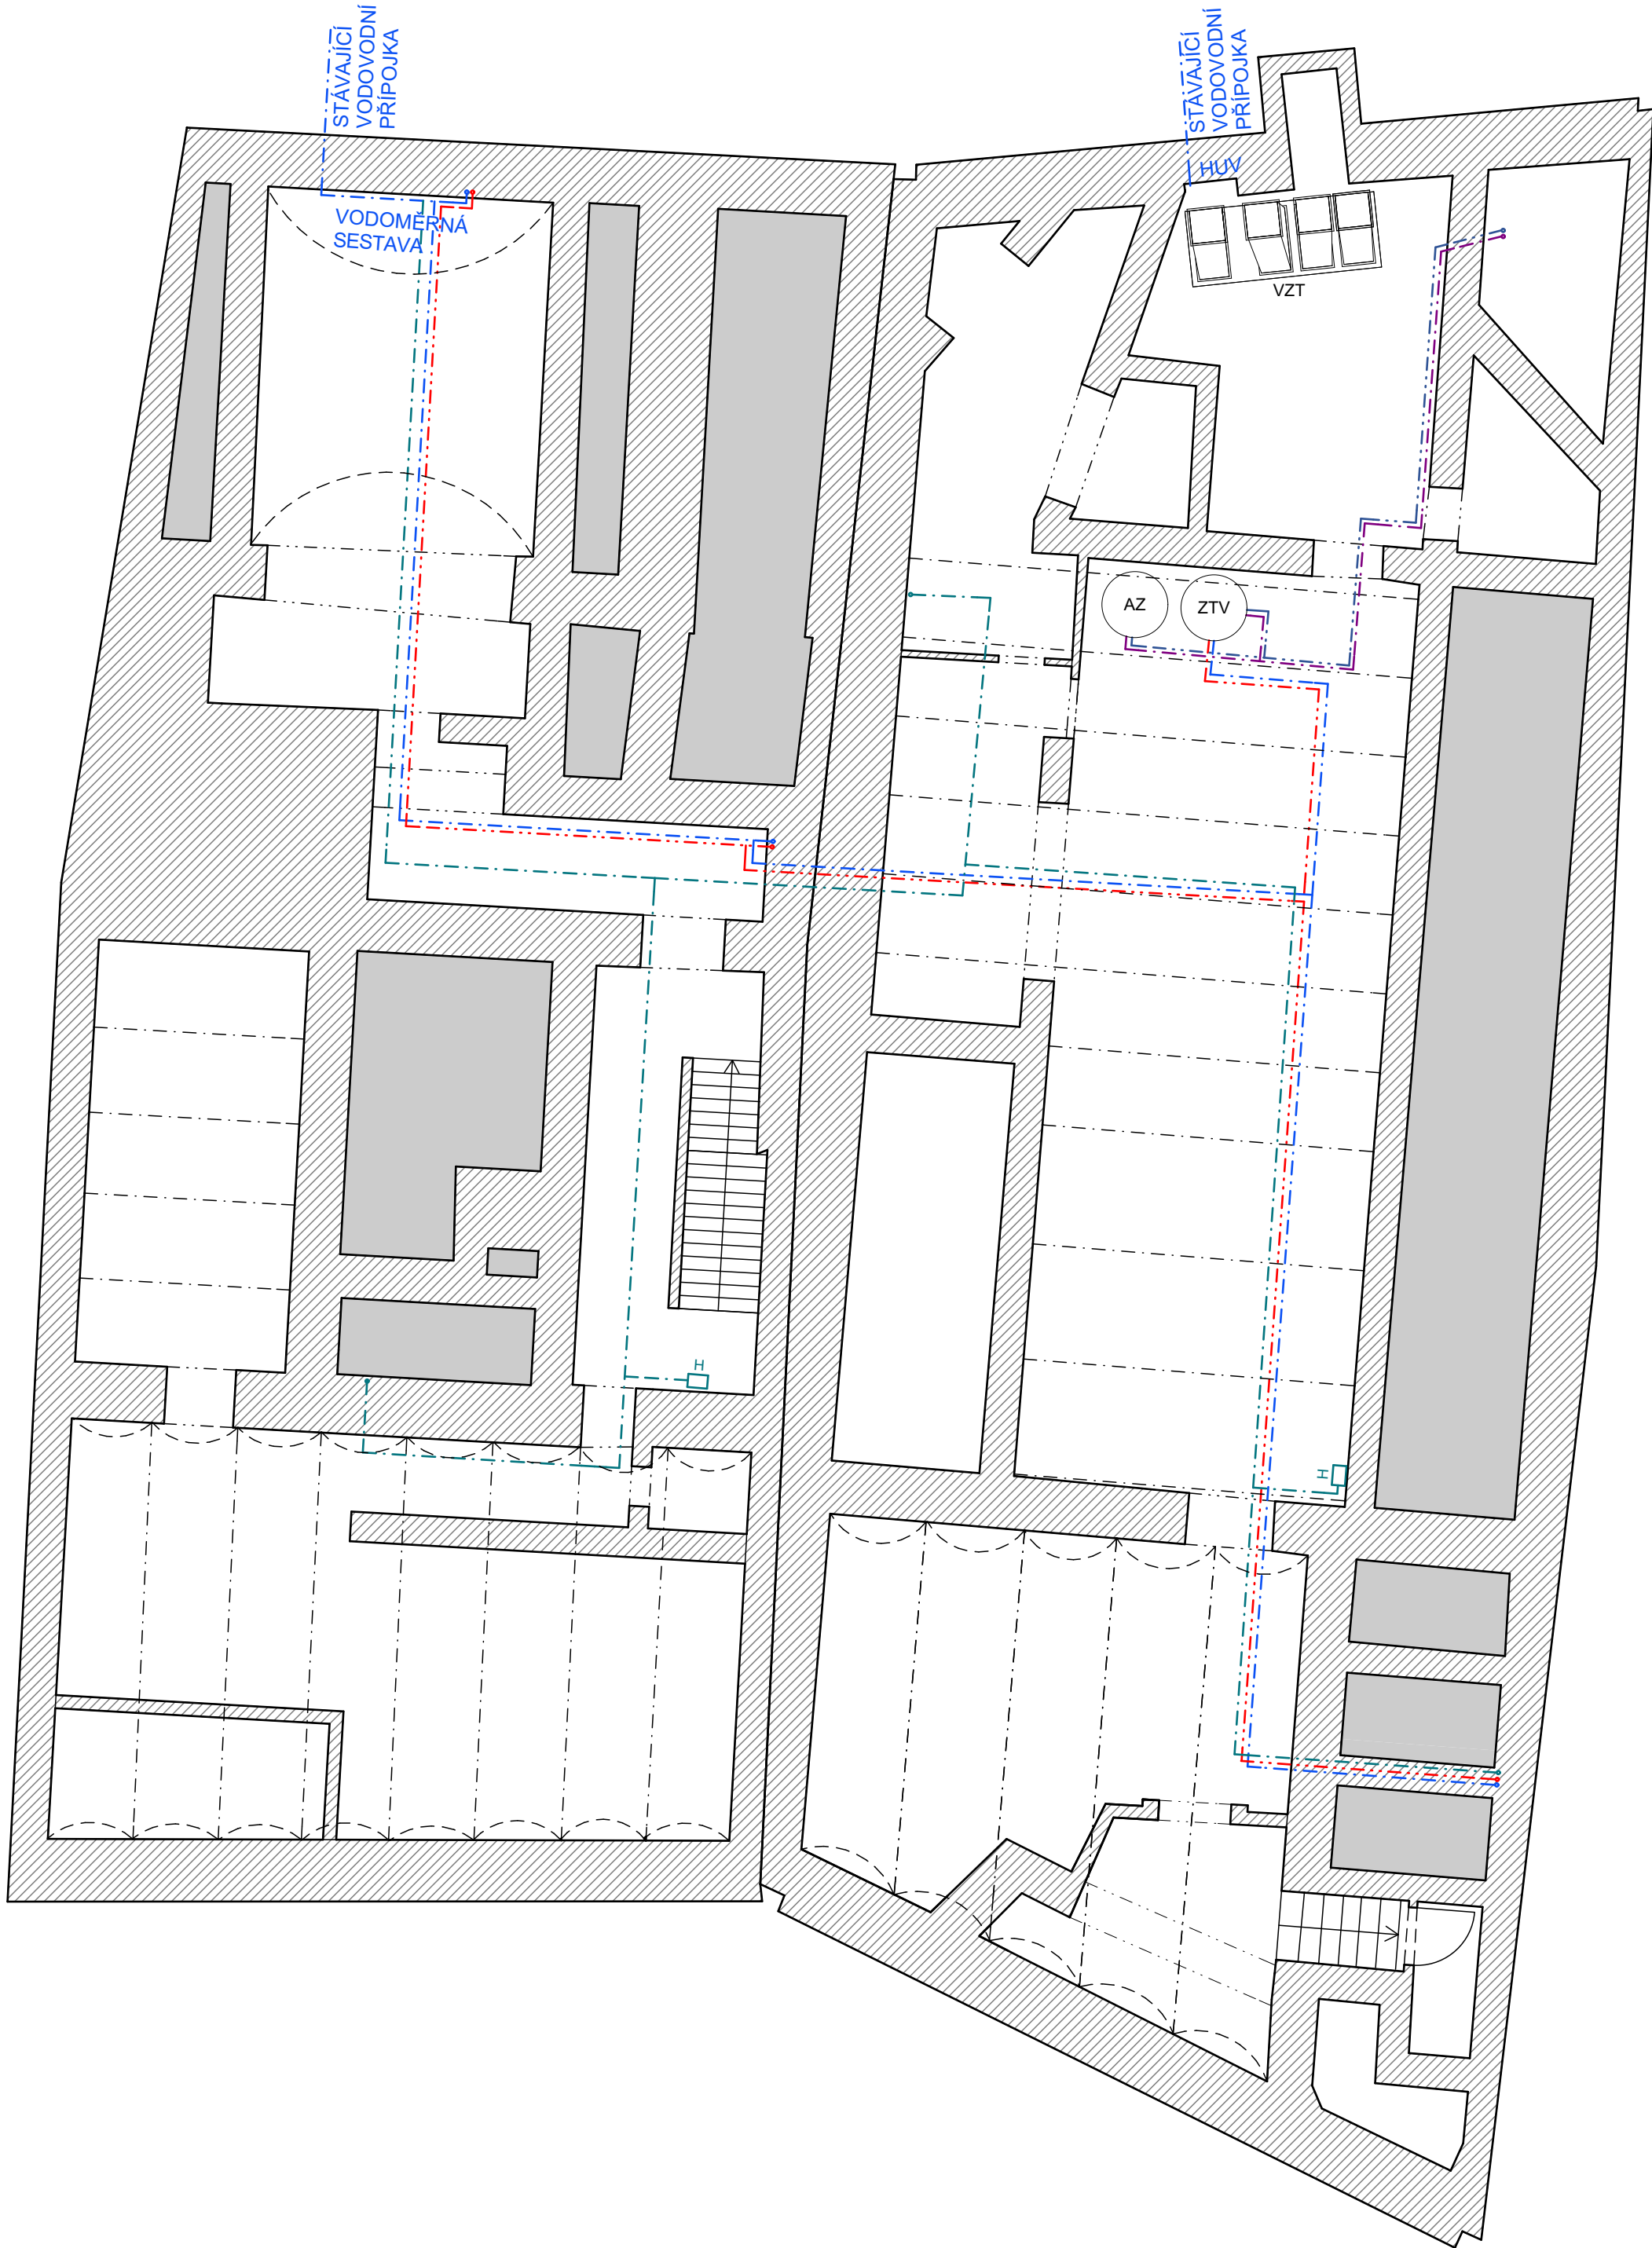 STÁVAJÍCÍ
VODOVODNÍ
PŘÍPOJKA
STÁVAJÍCÍ
VODOVODNÍ
PŘÍPOJKA
HUV
VODOMĚRNÁ
SESTAVA
VZT
AZ
ZTV
H
H